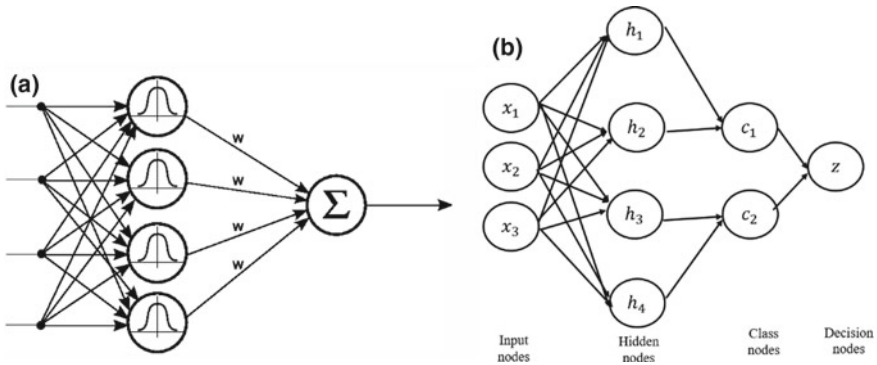 (a)
w
w
w
w
Σ
(b)
x₁
x₂
x₃
h₁
h₂
h₃
h₄
c₁
c₂
z
Input
nodes
Hidden
nodes
Class
nodes
Decision
nodes